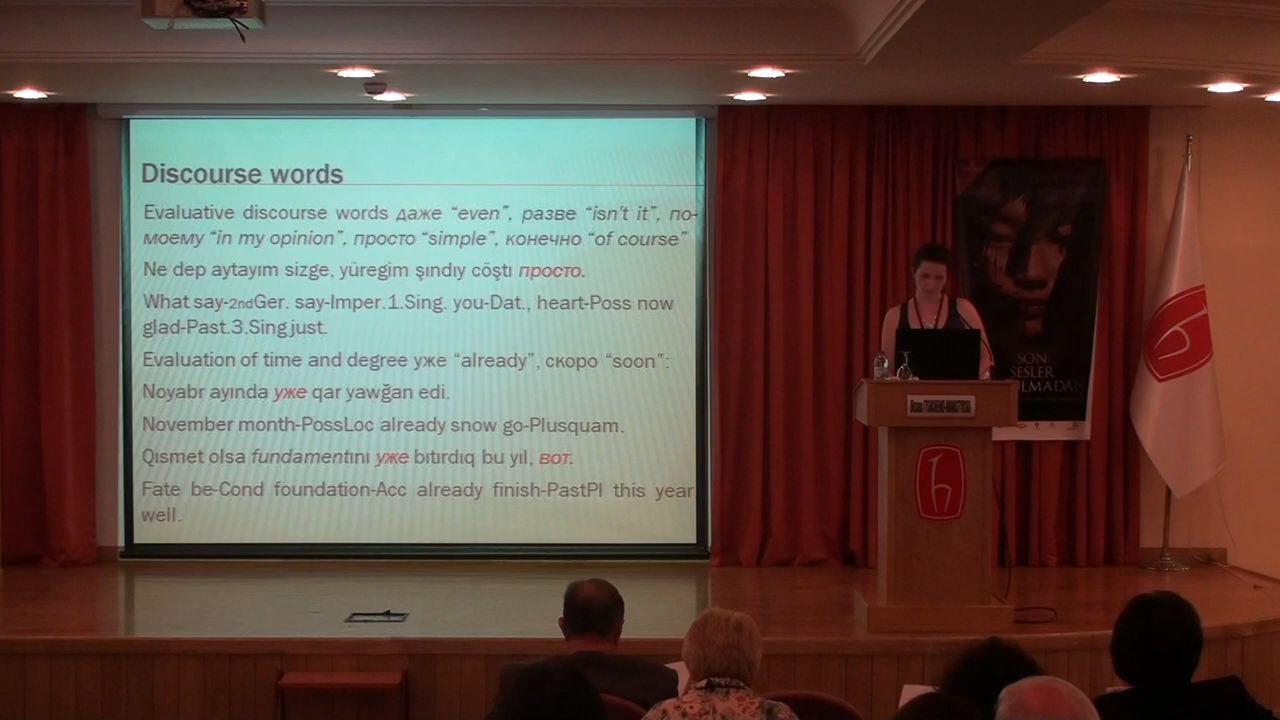 Discourse words
Evaluative discourse words даже “even”, разве “isn’t it”, по-
моему “in my opinion”, просто “simple”, конечно “of course”
Ne dep aytayım sizge, yüregim şındıy cöştı просто.
What say-2ndGer. say-Imper.1.Sing. you-Dat., heart-Poss now
glad-Past.3.Sing just.
Evaluation of time and degree уже “already”, скоро “soon”:
Noyabr ayında уже qar yawğan edi.
November month-PossLoc already snow go-Plusquam.
Qısmet olsa fundamentını уже bıtırdıq bu yıl, вот.
Fate be-Cond foundation-Acc already finish-PastPl this year
well.
SON
SESLER